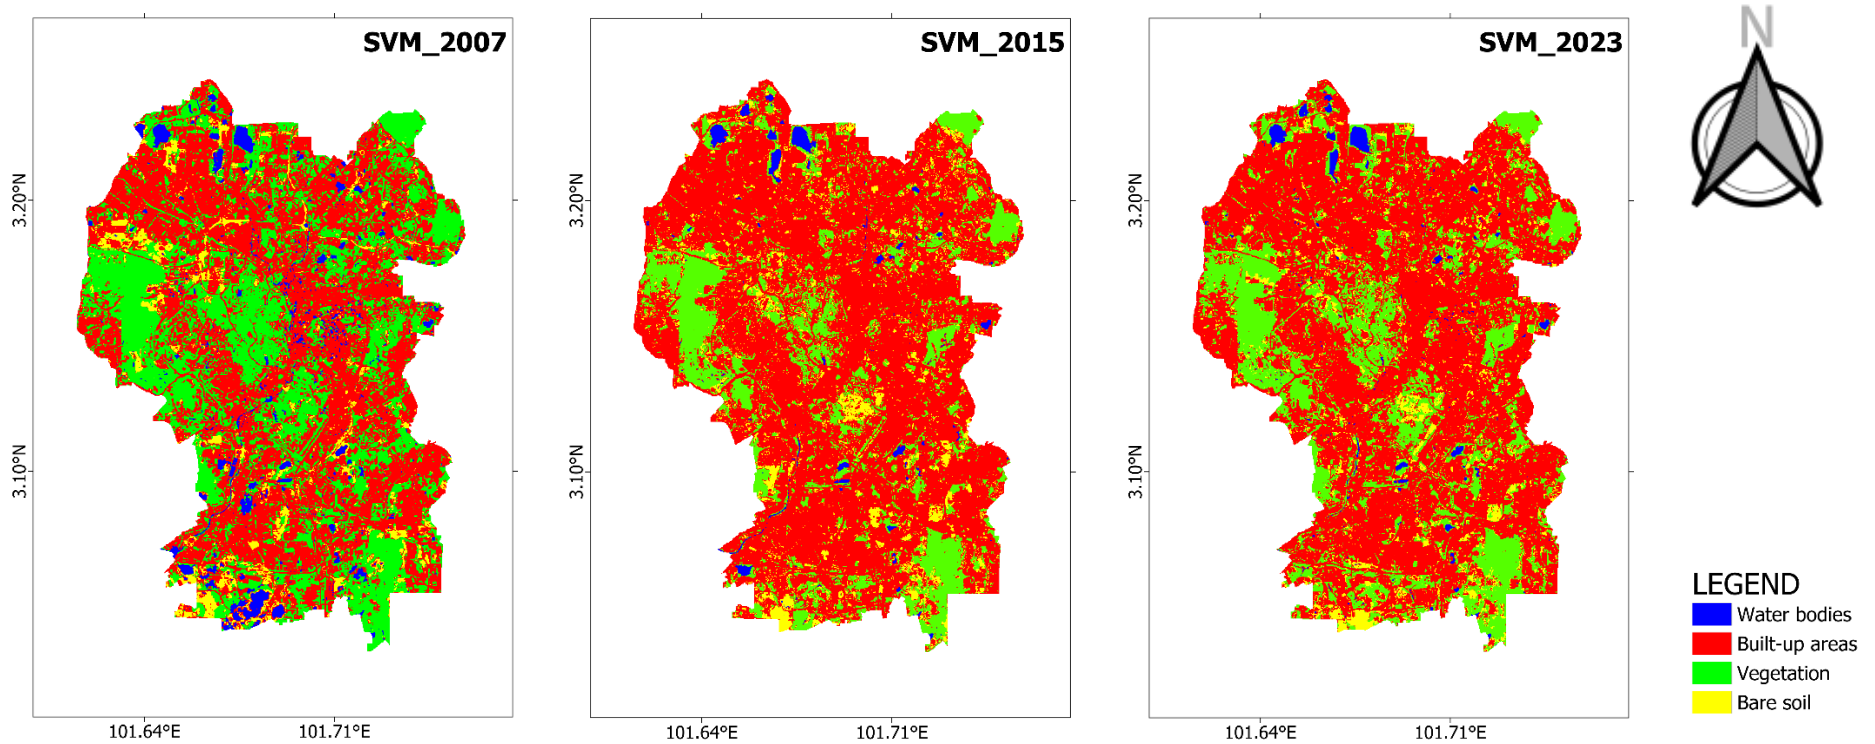 SVM_2007
SVM_2015
SVM_2023
N
3.20°N
3.10°N
101.64°E
101.71°E
3.20°N
3.10°N
101.64°E
101.71°E
3.20°N
3.10°N
101.64°E
101.71°E
LEGEND
Water bodies
Built-up areas
Vegetation
Bare soil